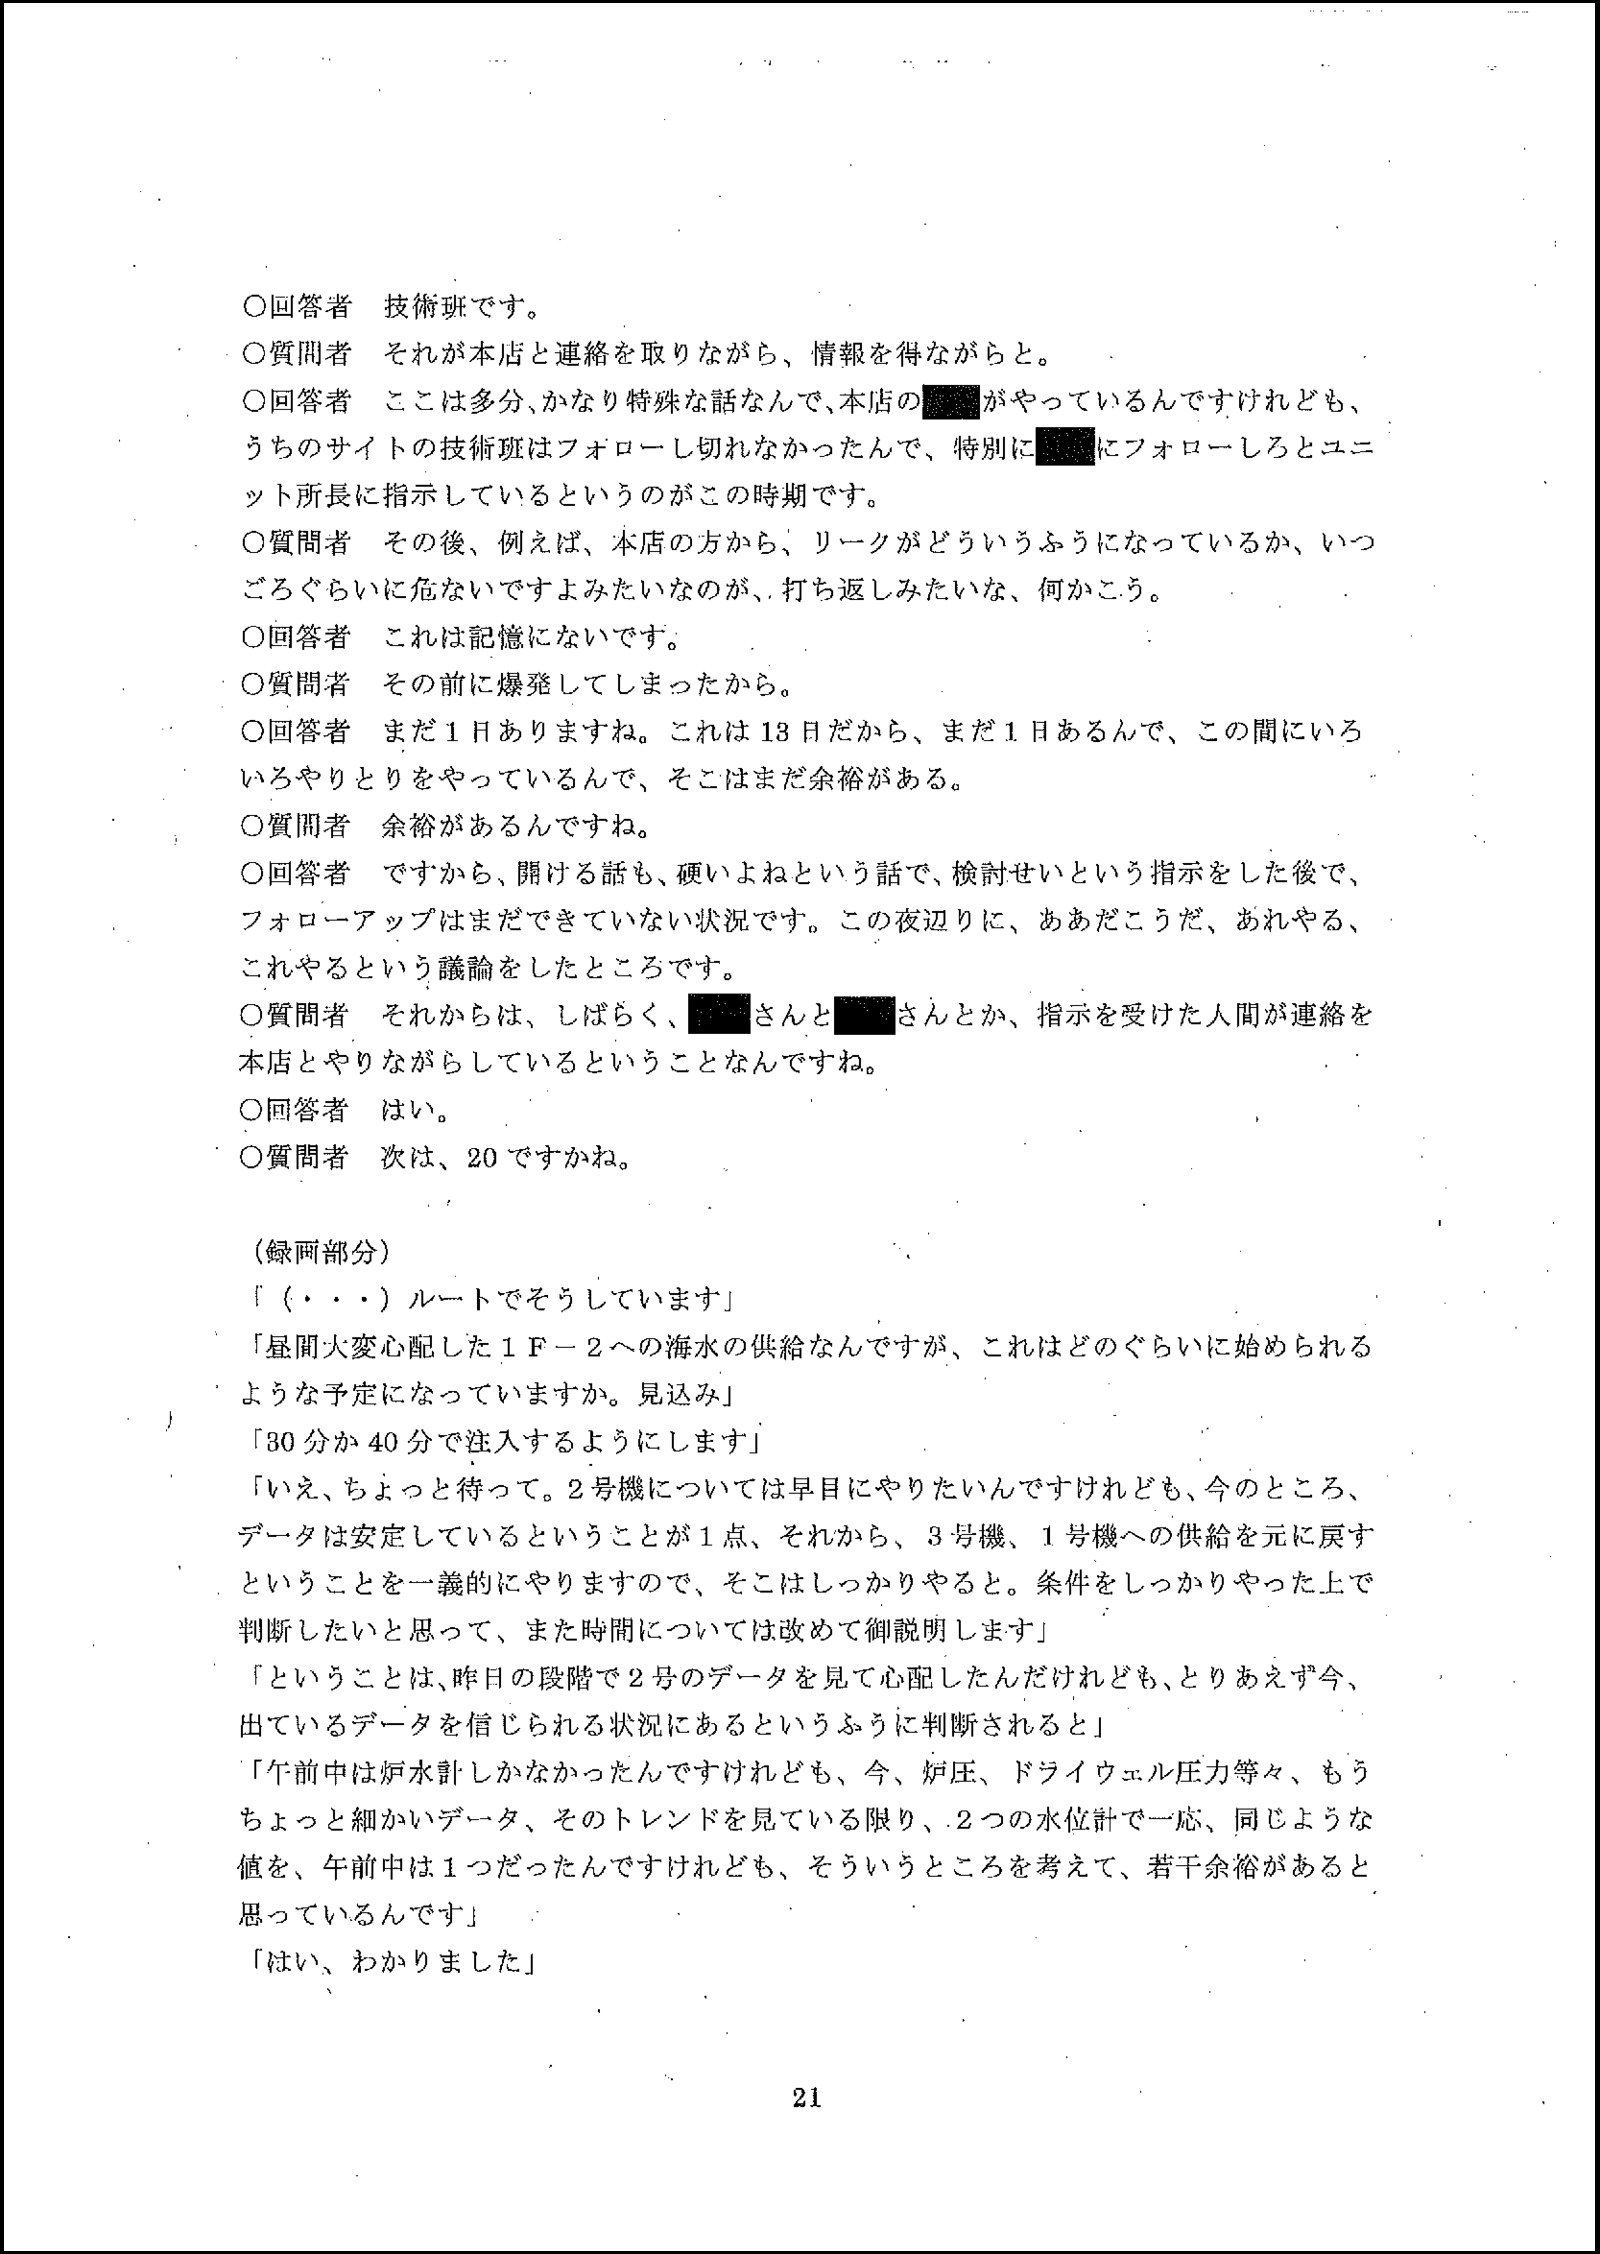 ○回答者　技術班です。
○質問者　それが本店と連絡を取りながら、情報を得ながらと。
○回答者　ここは多分、かなり特殊な話なんで、本店の　　がやっているんですけれども、
うちのサイトの技術班はフォローし切れなかったんで、特別に　　にフォローしろとユニ
ット所長に指示しているというのがこの時期です。
○質問者　その後、例えば、本店の方から、リークがどういうふうになっているか、いつ
ごろぐらいに危ないですよみたいなのが、打ち返しみたいな、何かこう。
○回答者　これは記憶にないです。
○質問者　その前に爆発してしまったから。
○回答者　まだ１日ありますね。これは 13 日だから、まだ１日あるんで、この間にいろ
いろやりとりをやっているんで、そこはまだ余裕がある。
○質問者　余裕があるんですね。
○回答者　ですから、開ける話も、硬いよねという話で、検討せいという指示をした後で、
フォローアップはまだできていない状況です。この夜辺りに、ああだこうだ、あれやる、
これやるという議論をしたところです。
○質問者　それからは、しばらく、　　さんと　　さんとか、指示を受けた人間が連絡を
本店とやりながらしているということなんですね。
○回答者　はい。
○質問者　次は、20 ですかね。
（録画部分）
「（・・・）ルートでそうしています」
「昼間大変心配した１Ｆ－２への海水の供給なんですが、これはどのぐらいに始められる
ような予定になっていますか。見込み」
「30 分か 40 分で注入するようにします」
「いえ、ちょっと待って。２号機については早目にやりたいんですけれども、今のところ、
データは安定しているということが１点、それから、３号機、１号機への供給を元に戻す
ということを一義的にやりますので、そこはしっかりやると。条件をしっかりやった上で
判断したいと思って、また時間については改めて御説明します」
「ということは、昨日の段階で２号のデータを見て心配したんだけれども、とりあえず今、
出ているデータを信じられる状況にあるというふうに判断されると」
「午前中は炉水計しかなかったんですけれども、今、炉圧、ドライウェル圧力等々、もう
ちょっと細かいデータ、そのトレンドを見ている限り、２つの水位計で一応、同じような
値を、午前中は１つだったんですけれども、そういうところを考えて、若干余裕があると
思っているんです」
「はい、わかりました」
21